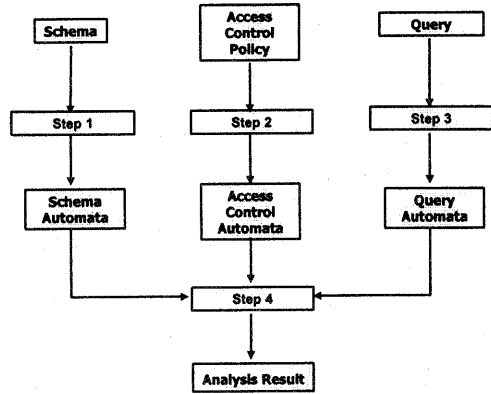 Schema
Access
Control
Policy
Query
Step 1
Step 2
Step 3
Schema
Automata
Access
Control
Automata
Query
Automata
Step 4
Analysis Result